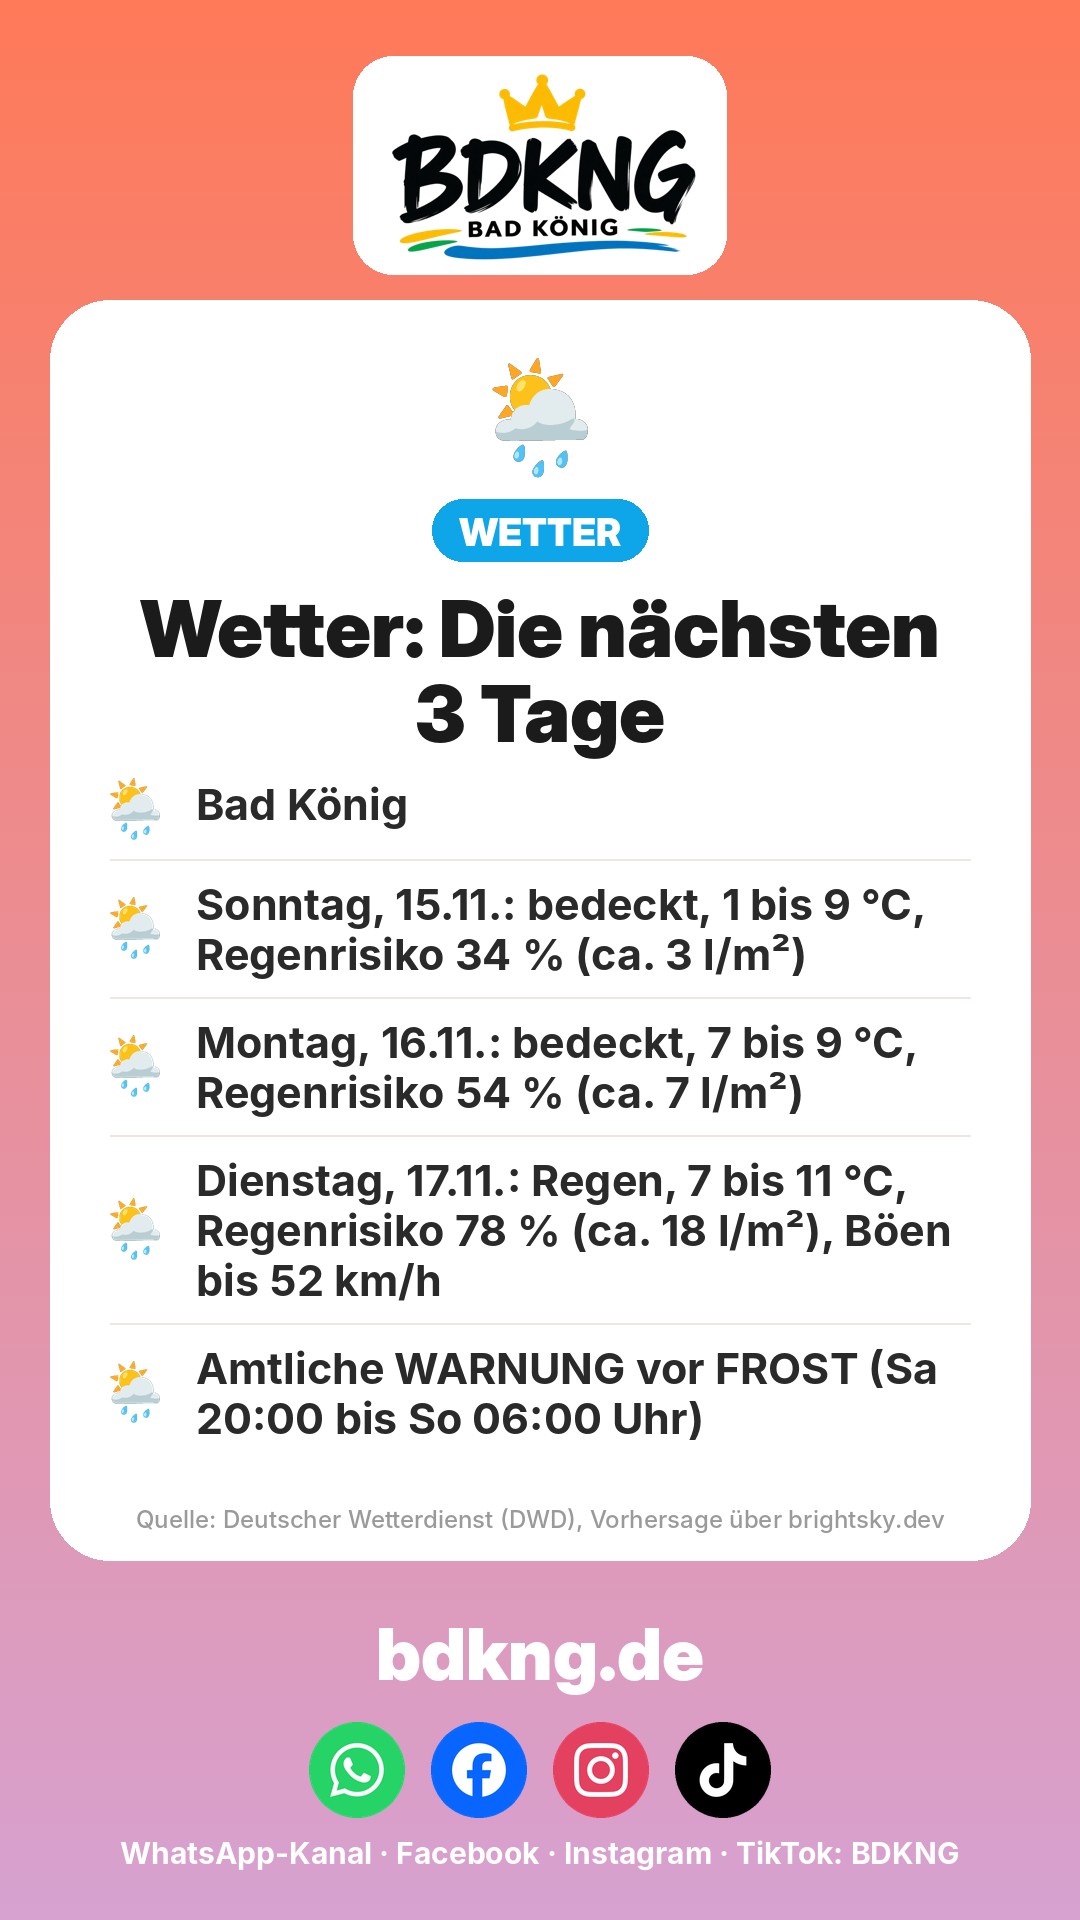 BDKNG
BAD KÖNIG
WETTER
Wetter: Die nächsten
3 Tage
Bad König
Sonntag, 15.11.: bedeckt, 1 bis 9 °C,
Regenrisiko 34 % (ca. 3 l/m²)
Montag, 16.11.: bedeckt, 7 bis 9 °C,
Regenrisiko 54 % (ca. 7 l/m²)
Dienstag, 17.11.: Regen, 7 bis 11 °C,
Regenrisiko 78 % (ca. 18 l/m²), Böen
bis 52 km/h
Amtliche WARNUNG vor FROST (Sa
20:00 bis So 06:00 Uhr)
Quelle: Deutscher Wetterdienst (DWD), Vorhersage über brightsky.dev
bdkng.de
WhatsApp-Kanal · Facebook · Instagram · TikTok: BDKNG